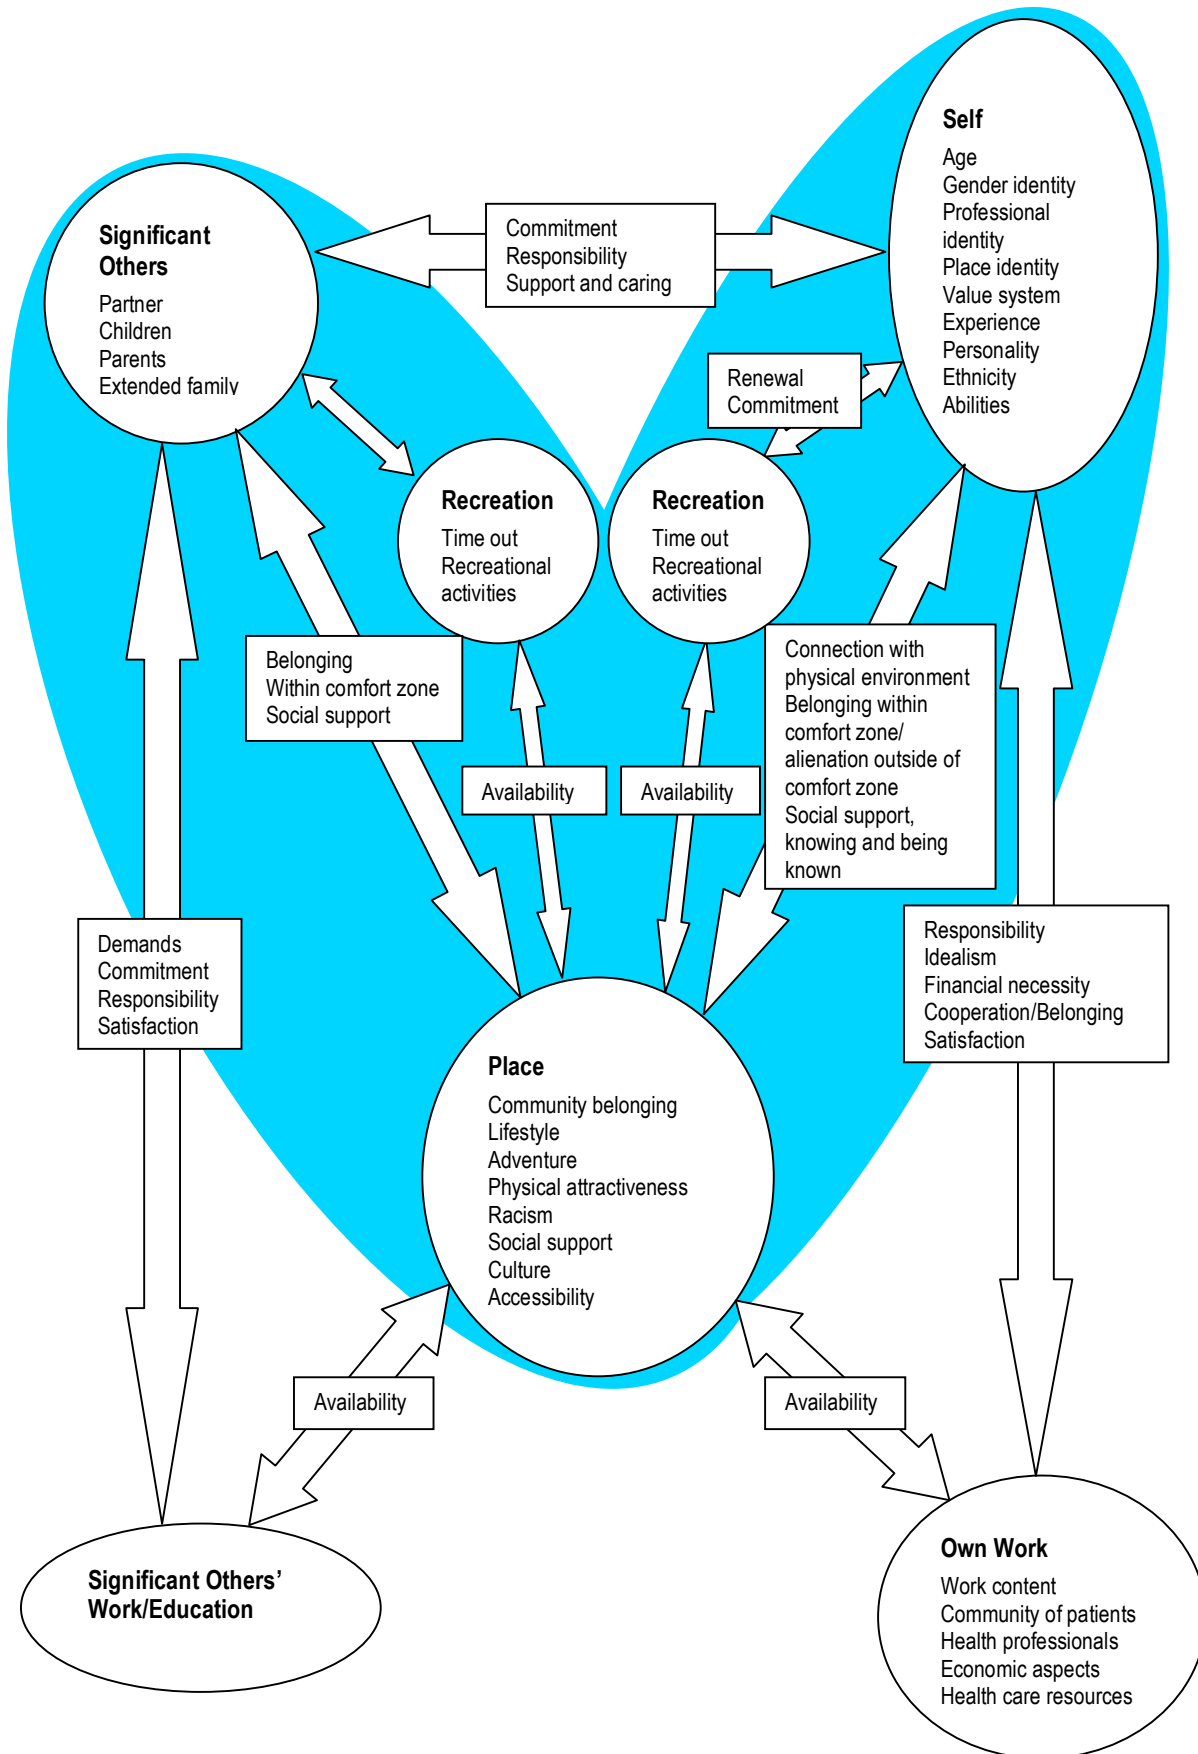 Self
Age
Gender identity
Professional
identity
Place identity
Value system
Experience
Personality
Ethnicity
Abilities
Significant
Others
Partner
Children
Parents
Extended family
Commitment
Responsibility
Support and caring
Renewal
Commitment
Recreation
Time out
Recreational
activities
Recreation
Time out
Recreational
activities
Belonging
Within comfort zone
Social support
Connection with
physical environment
Belonging within
comfort zone/
alienation outside of
comfort zone
Social support,
knowing and being
known
Availability
Availability
Demands
Commitment
Responsibility
Satisfaction
Responsibility
Idealism
Financial necessity
Cooperation/Belonging
Satisfaction
Place
Community belonging
Lifestyle
Adventure
Physical attractiveness
Racism
Social support
Culture
Accessibility
Availability
Availability
Significant Others’
Work/Education
Own Work
Work content
Community of patients
Health professionals
Economic aspects
Health care resources